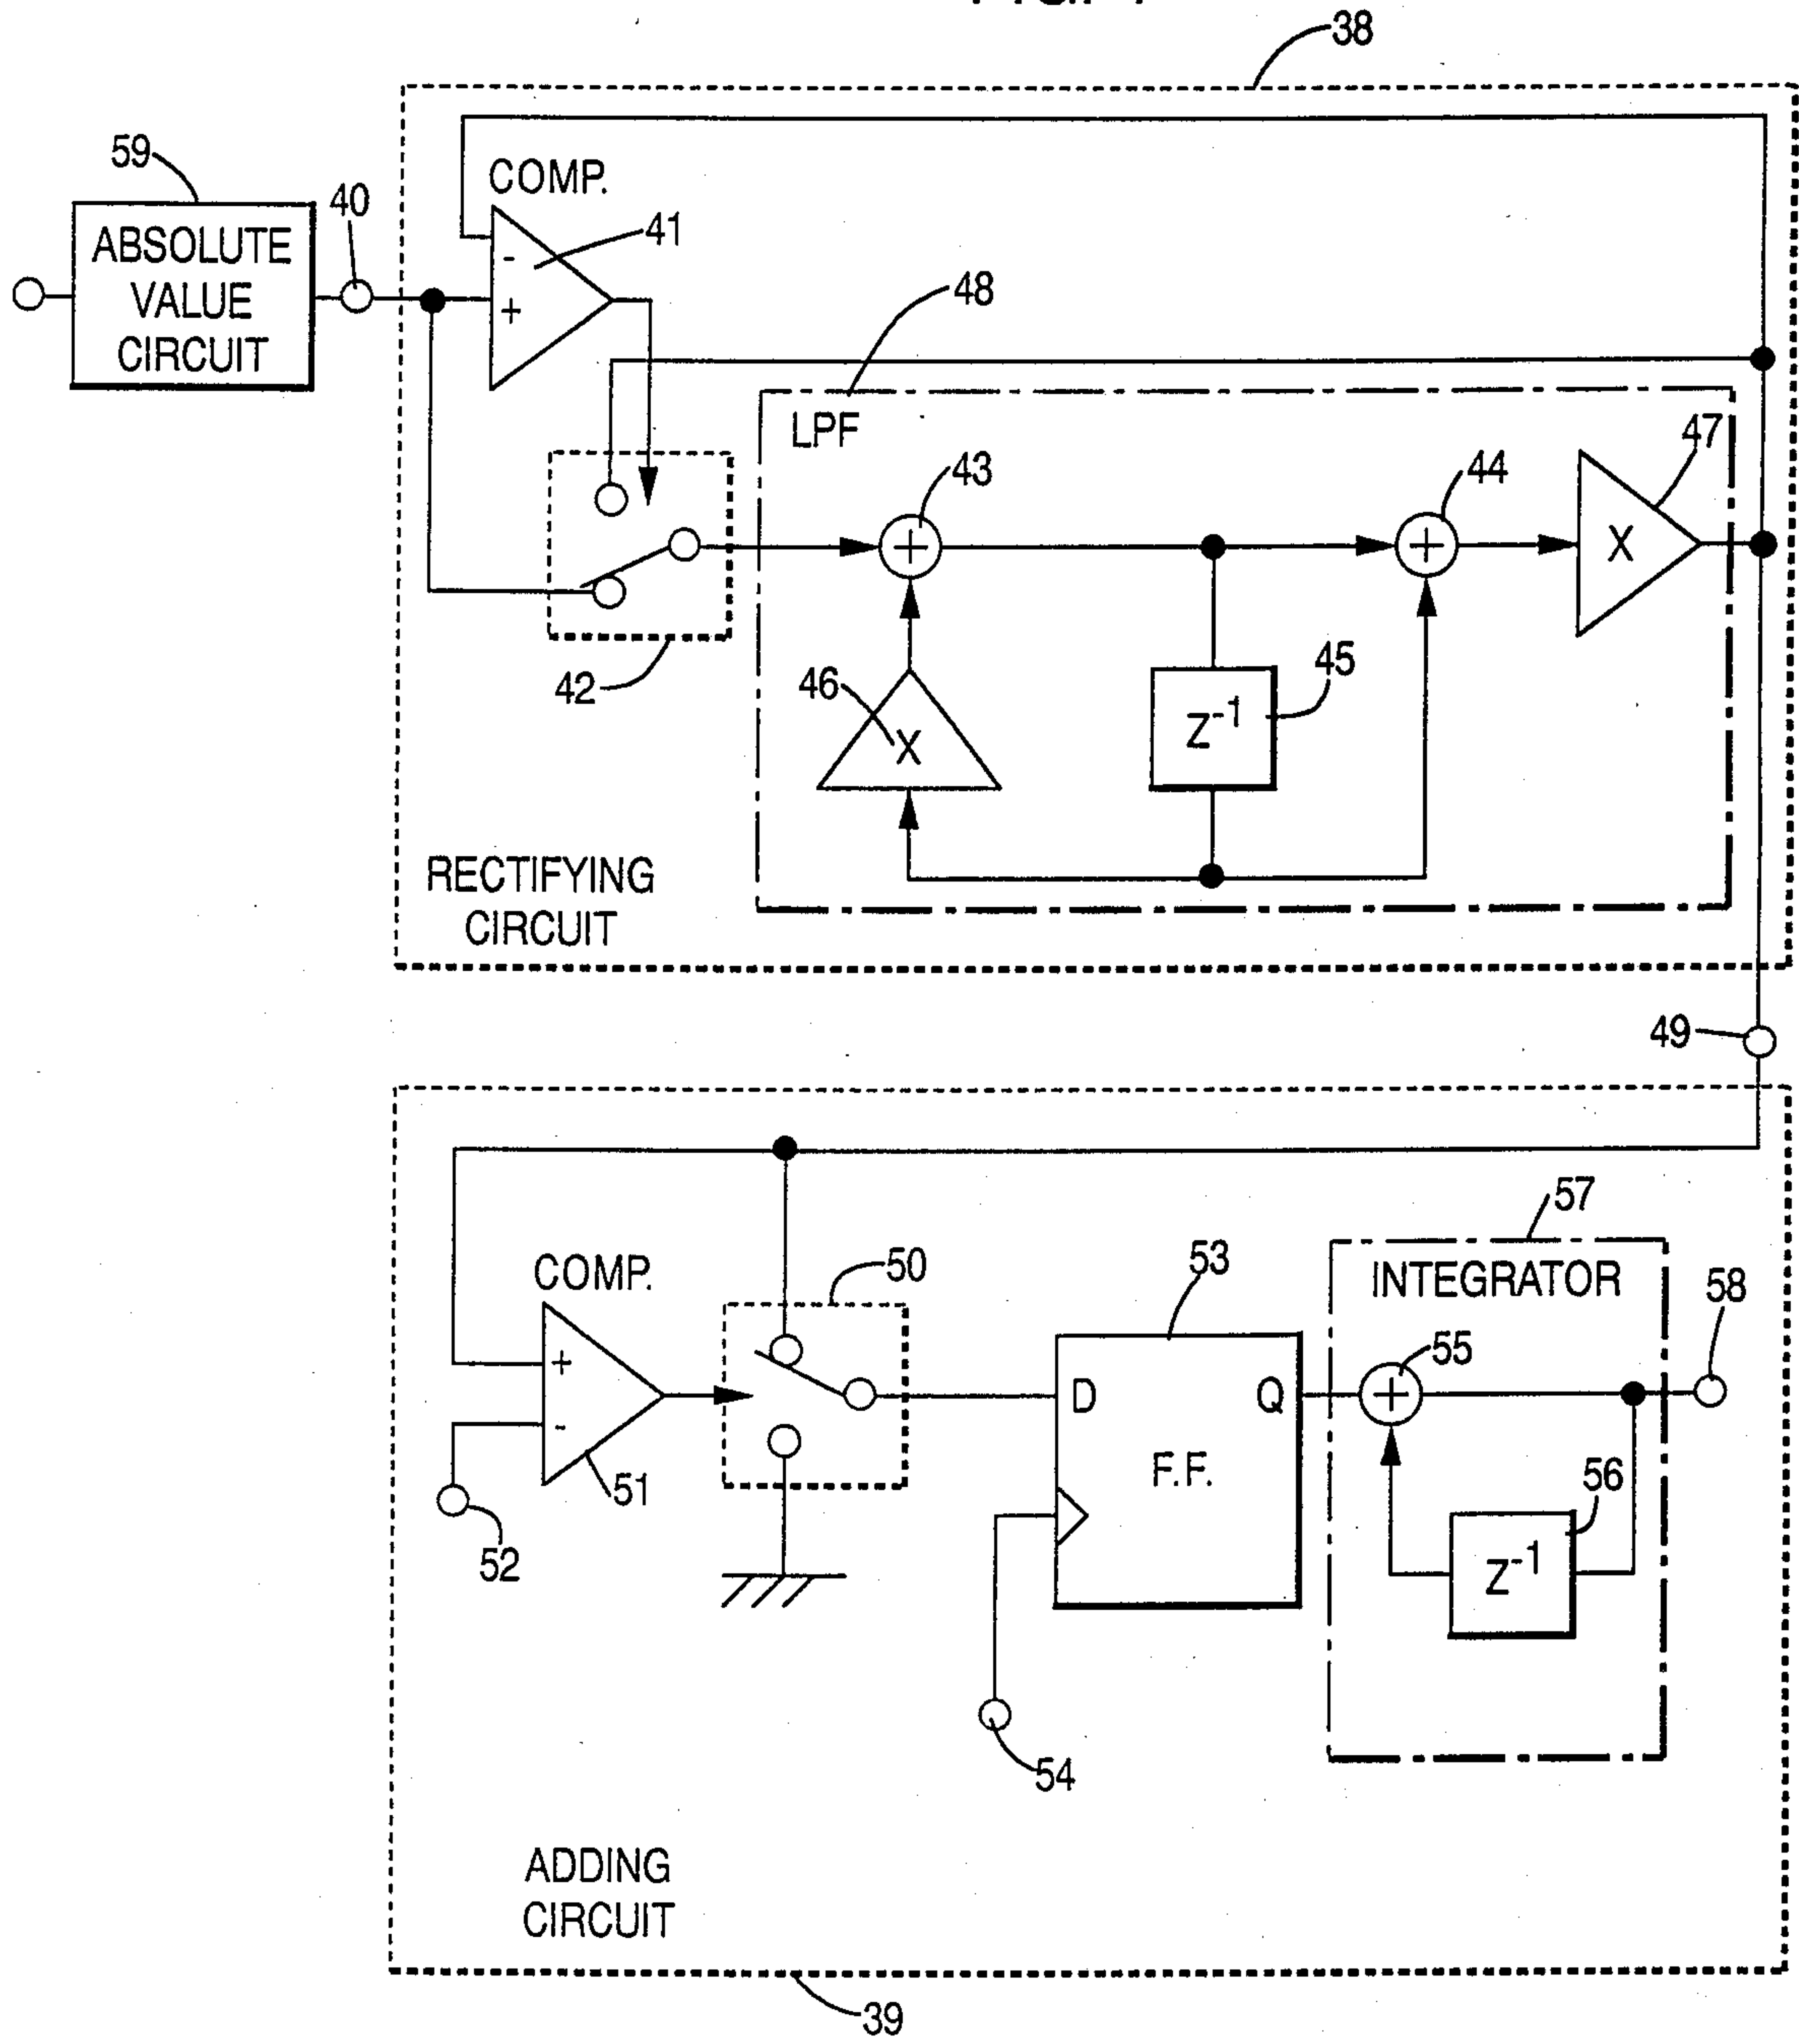 38
59
40
COMP.
41
-
+
ABSOLUTE
VALUE
CIRCUIT
48
LPF
43
44
47
+
+
X
42
46
X
45
Z⁻¹
RECTIFYING
CIRCUIT
49
57
COMP.
50
53
INTEGRATOR
58
+
-
51
52
D
Q
F.F.
55
+
56
Z⁻¹
54
ADDING
CIRCUIT
39